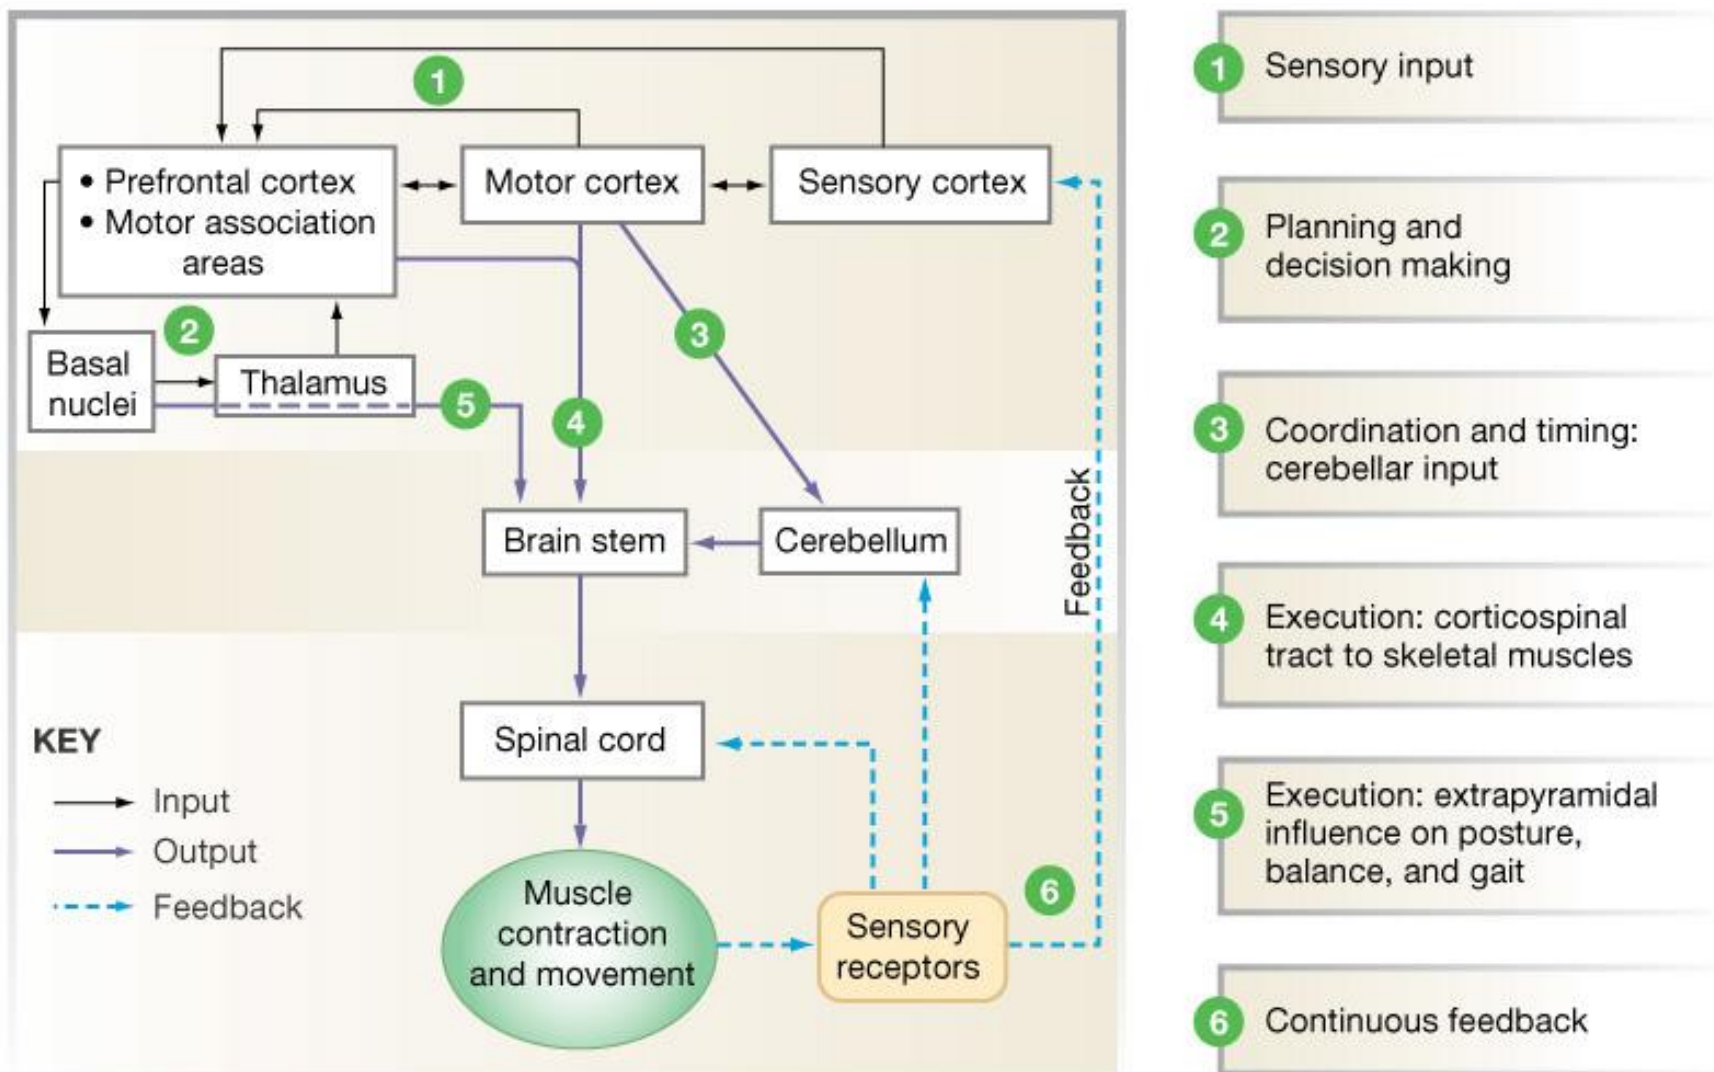 1
• Prefrontal cortex
• Motor association
areas
Motor cortex
Sensory cortex
2
3
Basal
nuclei
Thalamus
5
4
Brain stem
Cerebellum
Feedback
Spinal cord
KEY
Input
Output
Feedback
Muscle
contraction
and movement
Sensory
receptors
6
1 Sensory input
2 Planning and
decision making
3 Coordination and timing:
cerebellar input
4 Execution: corticospinal
tract to skeletal muscles
5 Execution: extrapyramidal
influence on posture,
balance, and gait
6 Continuous feedback